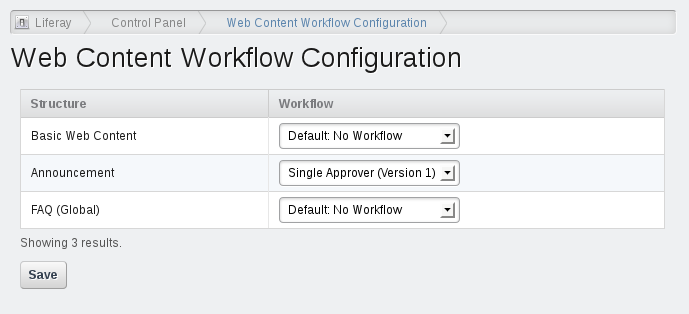 Liferay Control Panel Web Content Workflow Configuration
Web Content Workflow Configuration
Structure Workflow
Basic Web Content Default: No Workflow
Announcement Single Approver (Version 1)
FAQ (Global) Default: No Workflow
Showing 3 results.
Save